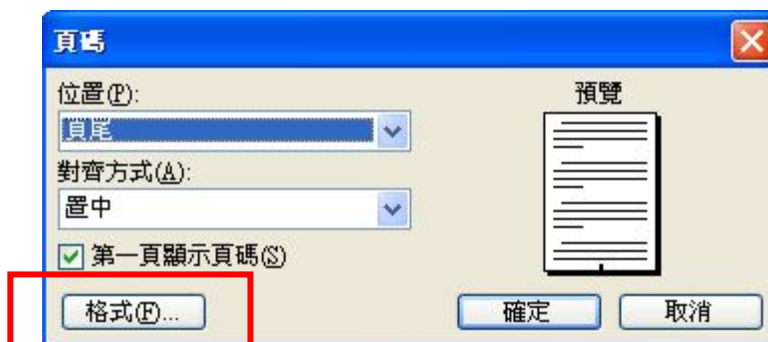 頁碼
位置(P):
預覽
頁尾
對齊方式(A):
置中
第一頁顯示頁碼(S)
格式(F)...
確定
取消